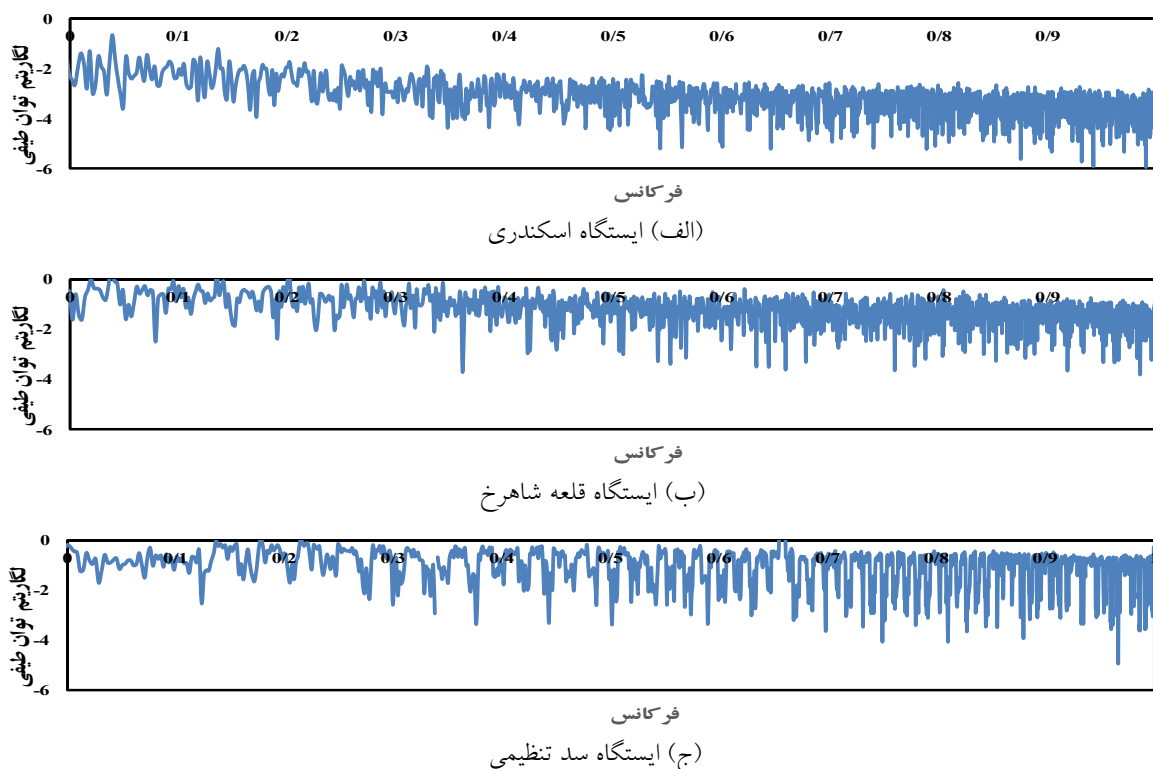 0
0 0/1 0/2 0/3 0/4 0/5 0/6 0/7 0/8 0/9
-2
-4
-6
لگاریتم توان طیفی
فرکانس
(الف) ایستگاه اسکندری
0
0 0/1 0/2 0/3 0/4 0/5 0/6 0/7 0/8 0/9
-2
-4
-6
لگاریتم توان طیفی
فرکانس
(ب) ایستگاه قلعه شاهرخ
0
0 0/1 0/2 0/3 0/4 0/5 0/6 0/7 0/8 0/9
-2
-4
-6
لگاریتم توان طیفی
فرکانس
(ج) ایستگاه سد تنظیمی